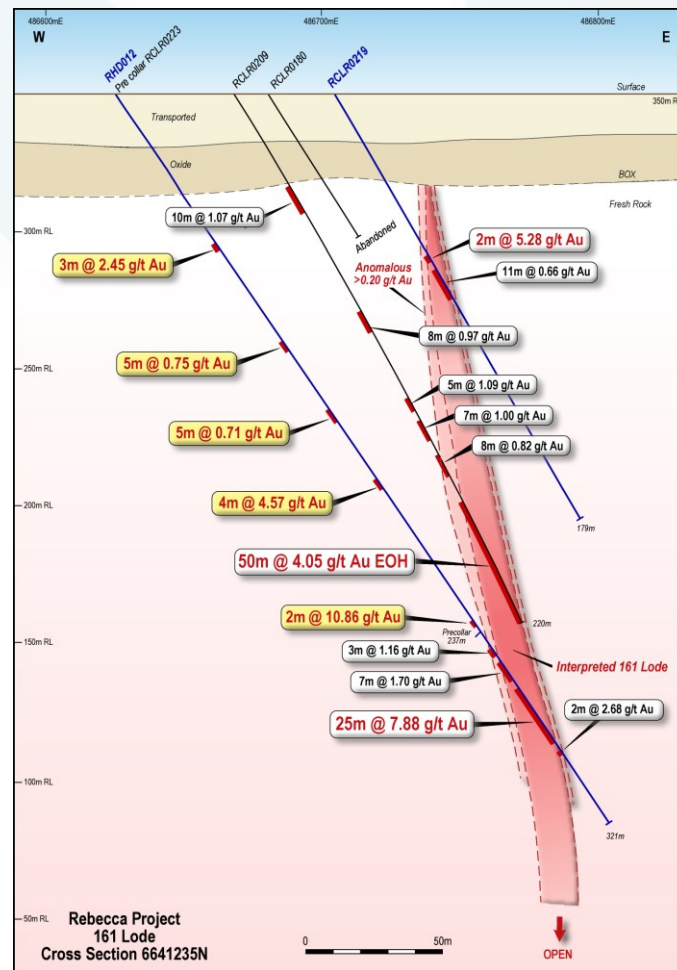 486600mE
486700mE
486800mE
W
E
RHD012
Pre collar RCLR0223
RCLR0209
RCLR0180
RCLR0219
Surface
350m R
Transported
Oxide
BOX
Fresh Rock
10m @ 1.07 g/t Au
300m RL
Abandoned
2m @ 5.28 g/t Au
3m @ 2.45 g/t Au
Anomalous
>0.20 g/t Au
11m @ 0.66 g/t Au
8m @ 0.97 g/t Au
250m RL
5m @ 0.75 g/t Au
5m @ 1.09 g/t Au
7m @ 1.00 g/t Au
5m @ 0.71 g/t Au
8m @ 0.82 g/t Au
200m RL
4m @ 4.57 g/t Au
179m
50m @ 4.05 g/t Au EOH
2m @ 10.86 g/t Au
220m
Precollar
237m
150m RL
3m @ 1.16 g/t Au
Interpreted 161 Lode
7m @ 1.70 g/t Au
2m @ 2.68 g/t Au
25m @ 7.88 g/t Au
100m RL
321m
50m RL
Rebecca Project
161 Lode
Cross Section 6641235N
0
50m
OPEN